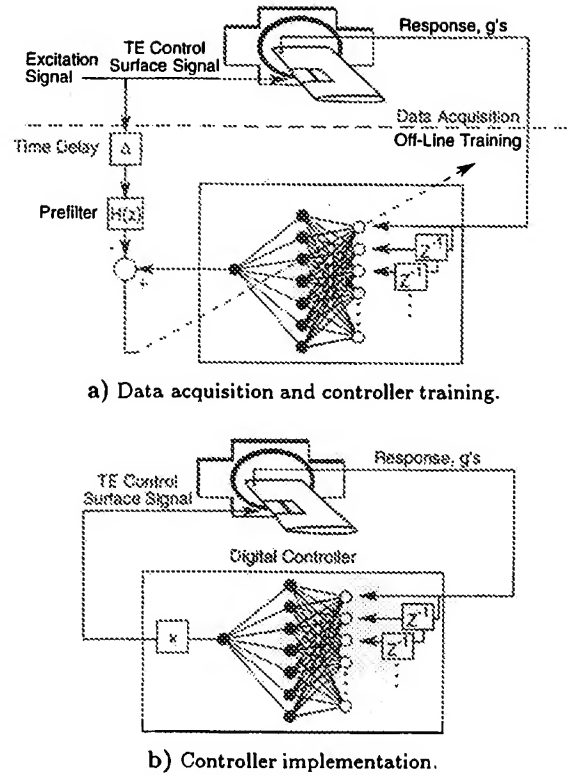 Response, g's
TE Control
Surface Signal
Excitation
Signal
Data Acquisition
Off-Line Training
Time Delay
Δ
Prefilter
H(z)
-
+
Z⁻¹
Z⁻¹
a) Data acquisition and controller training.
Response, g's
TE Control
Surface Signal
Digital Controller
Z⁻¹
Z⁻¹
b) Controller implementation.